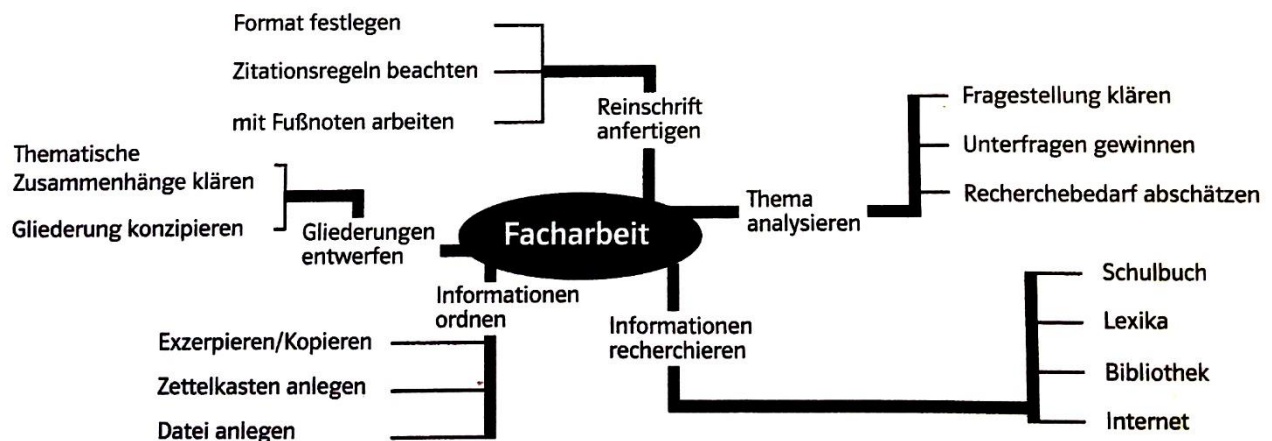 Format festlegen
Zitationsregeln beachten
mit Fußnoten arbeiten
Reinschrift
anfertigen
Fragestellung klären
Unterfragen gewinnen
Recherchebedarf abschätzen
Thema
analysieren
Thematische
Zusammenhänge klären
Gliederung konzipieren
Gliederungen
entwerfen
Facharbeit
Informationen
ordnen
Exzerpieren/Kopieren
Zettelkasten anlegen
Datei anlegen
Informationen
recherchieren
Schulbuch
Lexika
Bibliothek
Internet